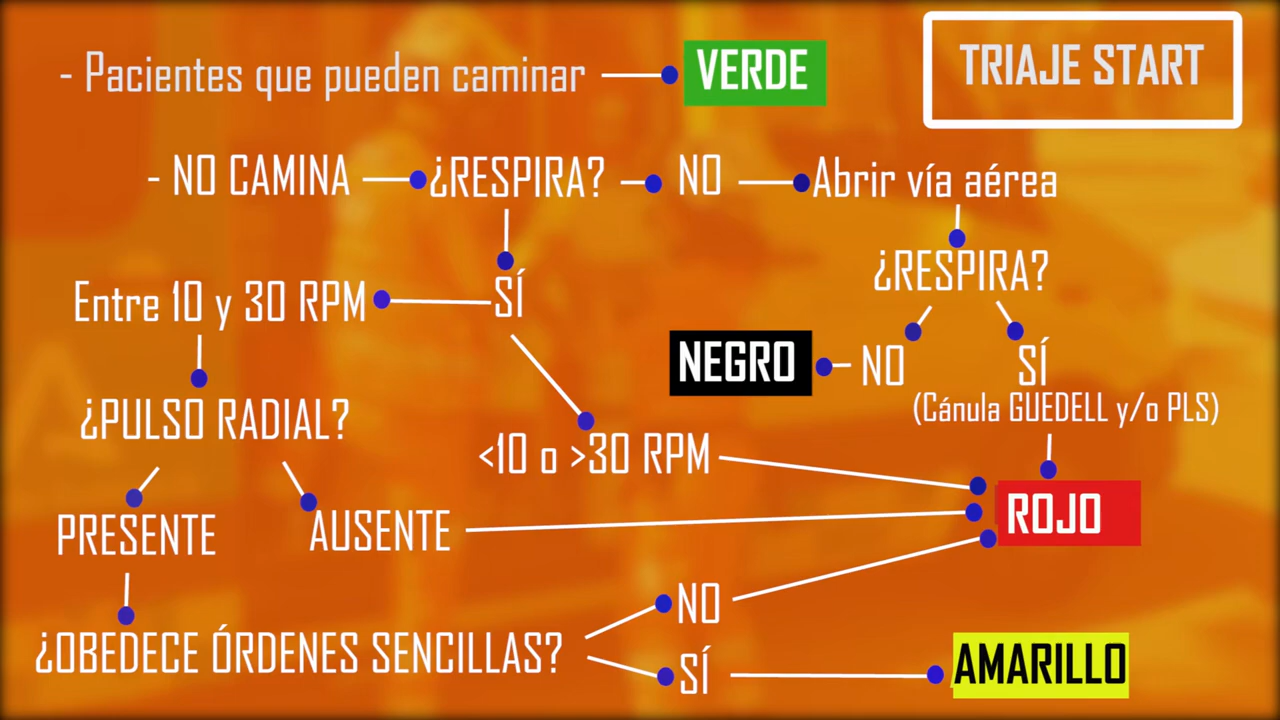 - Pacientes que pueden caminar
VERDE
TRIAJE START
- NO CAMINA
¿RESPIRA?
NO
Abrir vía aérea
¿RESPIRA?
Entre 10 y 30 RPM
SÍ
NEGRO
NO
SÍ
(Cánula GUEDELL y/o PLS)
¿PULSO RADIAL?
<10 o >30 RPM
ROJO
PRESENTE
AUSENTE
NO
¿OBEDECE ÓRDENES SENCILLAS?
SÍ
AMARILLO